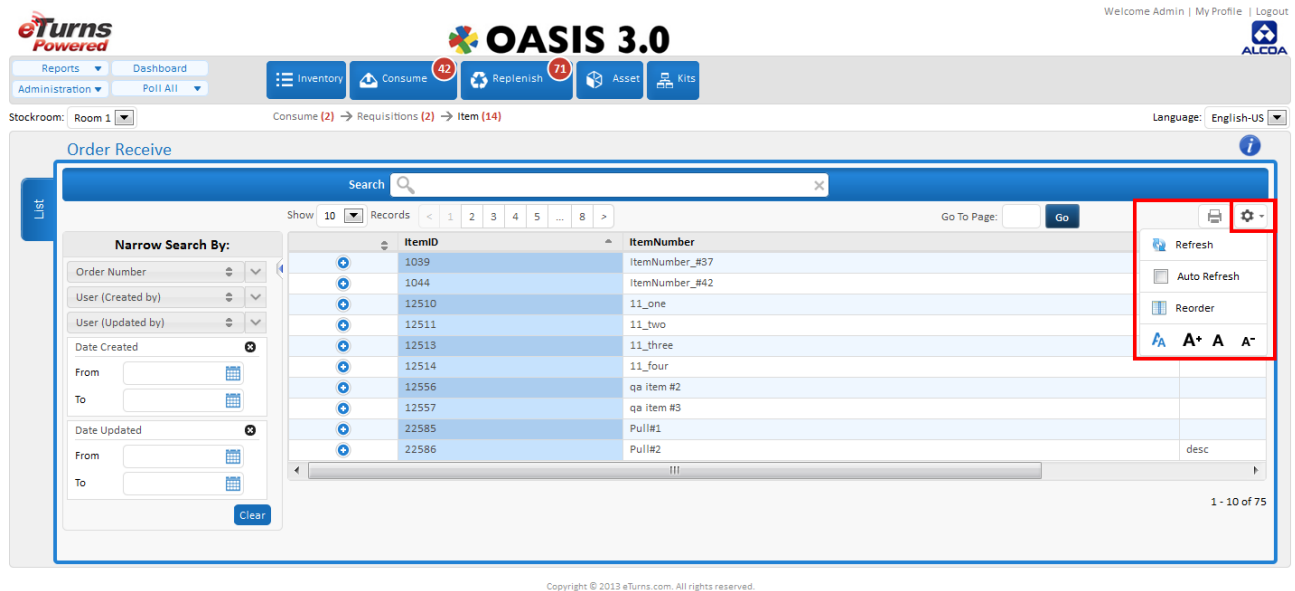 Welcome Admin | My Profile | Logout
eTurns
Powered
OASIS 3.0
ALCOA
Reports
Dashboard
Administration
Poll All
Inventory
Consume
42
Replenish
71
Asset
Kits
Stockroom: Room 1
Consume (2) → Requisitions (2) → Item (14)
Language: English-US
Order Receive
i
List
Search
Show 10 Records < 1 2 3 4 5 ... 8 >
Go To Page: Go
Narrow Search By:
Order Number
User (Created by)
User (Updated by)
Date Created
From
To
Date Updated
From
To
Clear
ItemID ItemNumber
1039 ItemNumber_#37
1044 ItemNumber_#42
12510 11_one
12511 11_two
12513 11_three
12514 11_four
12556 qa item #2
12557 qa item #3
22585 Pull#1
22586 Pull#2 desc
Refresh
Auto Refresh
Reorder
AA A+ A A-
1 - 10 of 75
Copyright © 2013 eTurns.com. All rights reserved.